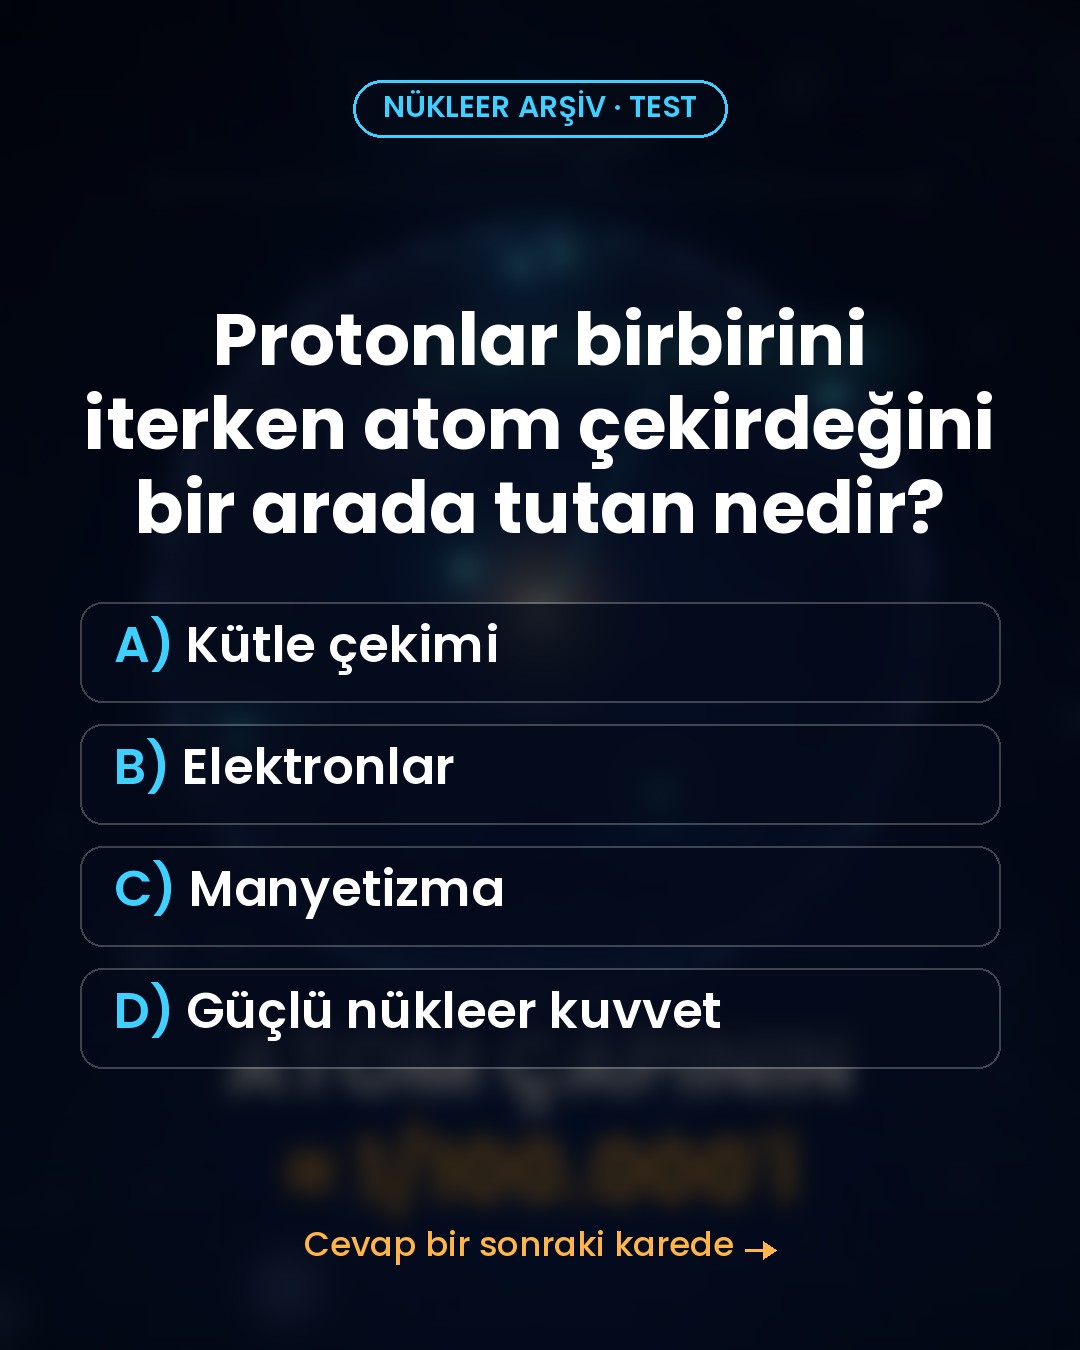 NÜKLEER ARŞİV · TEST
Protonlar birbirini
iterken atom çekirdeğini
bir arada tutan nedir?
A) Kütle çekimi
B) Elektronlar
C) Manyetizma
D) Güçlü nükleer kuvvet
Cevap bir sonraki karede →